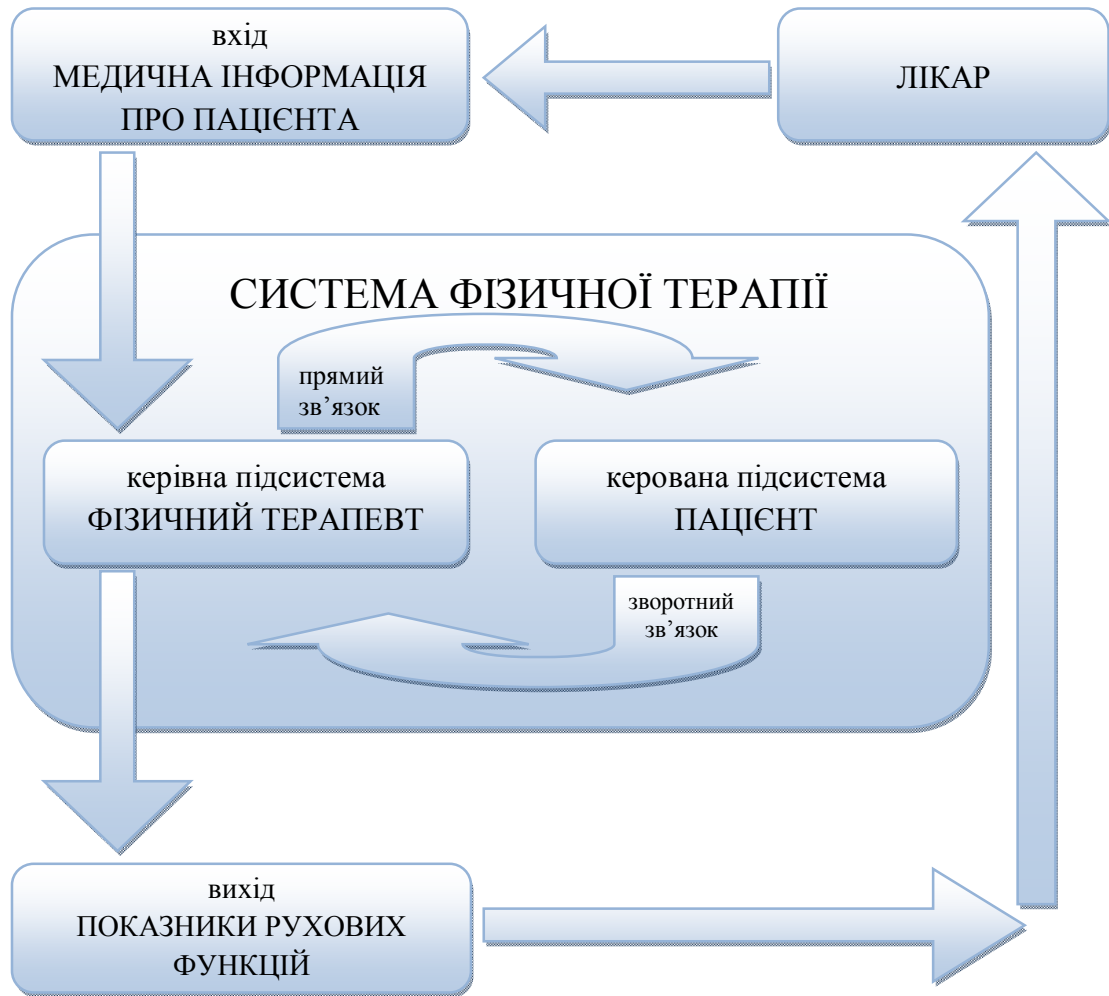 вхід
МЕДИЧНА ІНФОРМАЦІЯ
ПРО ПАЦІЄНТА
ЛІКАР
СИСТЕМА ФІЗИЧНОЇ ТЕРАПІЇ
прямий
зв’язок
керівна підсистема
ФІЗИЧНИЙ ТЕРАПЕВТ
керована підсистема
ПАЦІЄНТ
зворотний
зв’язок
вихід
ПОКАЗНИКИ РУХОВИХ
ФУНКЦІЙ